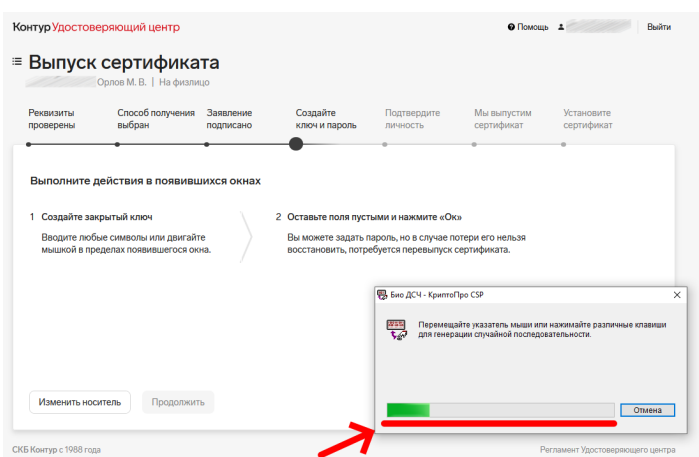 Контур Удостоверяющий центр
Помощь
Выйти
Выпуск сертификата
Орлов М. В. | На физлицо
Реквизиты
проверены
Способ получения
выбран
Заявление
подписано
Создайте
ключ и пароль
Подтвердите
личность
Мы выпустим
сертификат
Установите
сертификат
Выполните действия в появившихся окнах
1 Создайте закрытый ключ
Вводите любые символы или двигайте
мышкой в пределах появившегося окна.
2 Оставьте поля пустыми и нажмите «Ок»
Вы можете задать пароль, но в случае потери его нельзя
восстановить, потребуется перевыпуск сертификата.
Био ДСЧ - КриптоПро CSP
Перемещайте указатель мыши или нажимайте различные клавиши
для генерации случайной последовательности.
Отмена
Изменить носитель
Продолжить
СКБ Контур с 1988 года
Регламент Удостоверяющего центра